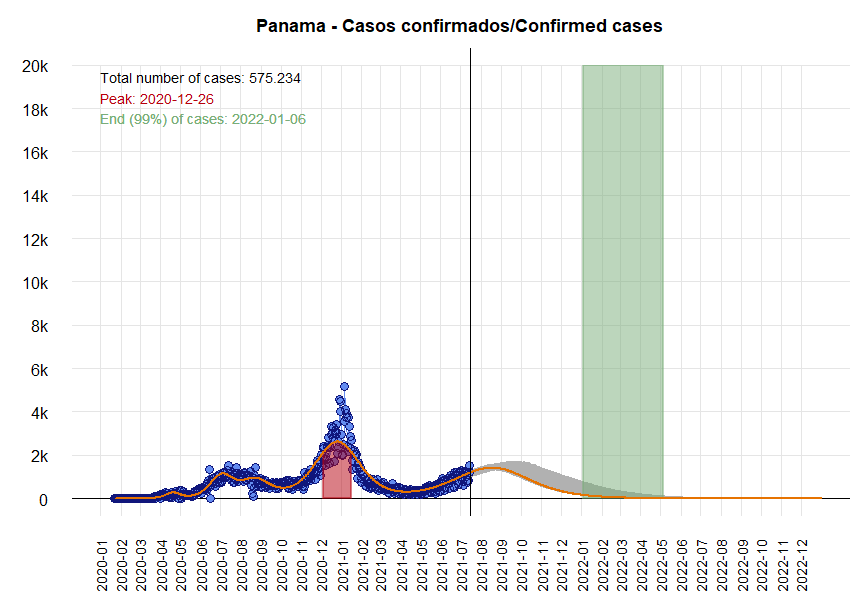 Panama - Casos confirmados/Confirmed cases
Total number of cases: 575.234
Peak: 2020-12-26
End (99%) of cases: 2022-01-06
20k
18k
16k
14k
12k
10k
8k
6k
4k
2k
0
2020-01
2020-02
2020-03
2020-04
2020-05
2020-06
2020-07
2020-08
2020-09
2020-10
2020-11
2020-12
2021-01
2021-02
2021-03
2021-04
2021-05
2021-06
2021-07
2021-08
2021-09
2021-10
2021-11
2021-12
2022-01
2022-02
2022-03
2022-04
2022-05
2022-06
2022-07
2022-08
2022-09
2022-10
2022-11
2022-12